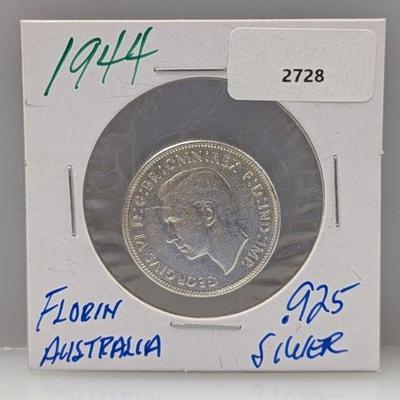 1944
2728
GEORGIVS VI D:G:BR:OMN:REX F:D:IND:IMP.
FLORIN
AUSTRALIA
.925
SILVER